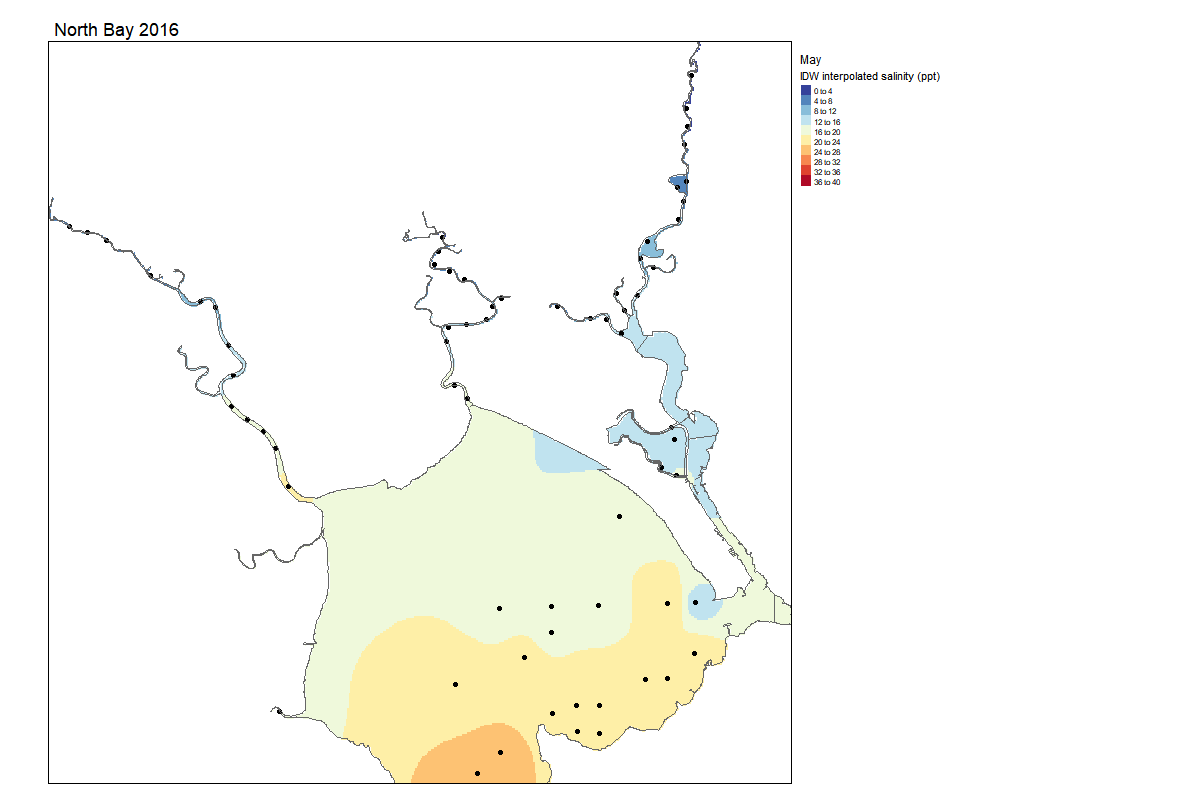 North Bay 2016
May
IDW interpolated salinity (ppt)
0 to 4
4 to 8
8 to 12
12 to 16
16 to 20
20 to 24
24 to 28
28 to 32
32 to 36
36 to 40